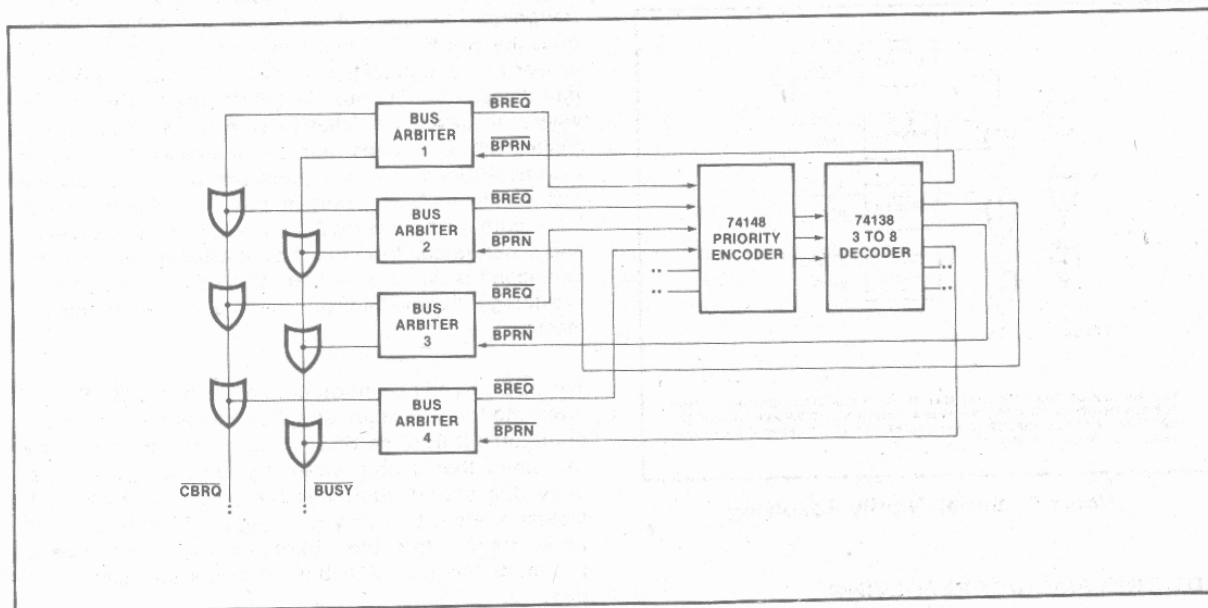 BUS
ARBITER
1
BREQ
BPRN
BUS
ARBITER
2
BREQ
BPRN
BUS
ARBITER
3
BREQ
BPRN
BUS
ARBITER
4
BREQ
BPRN
74148
PRIORITY
ENCODER
74138
3 TO 8
DECODER
CBRQ
BUSY